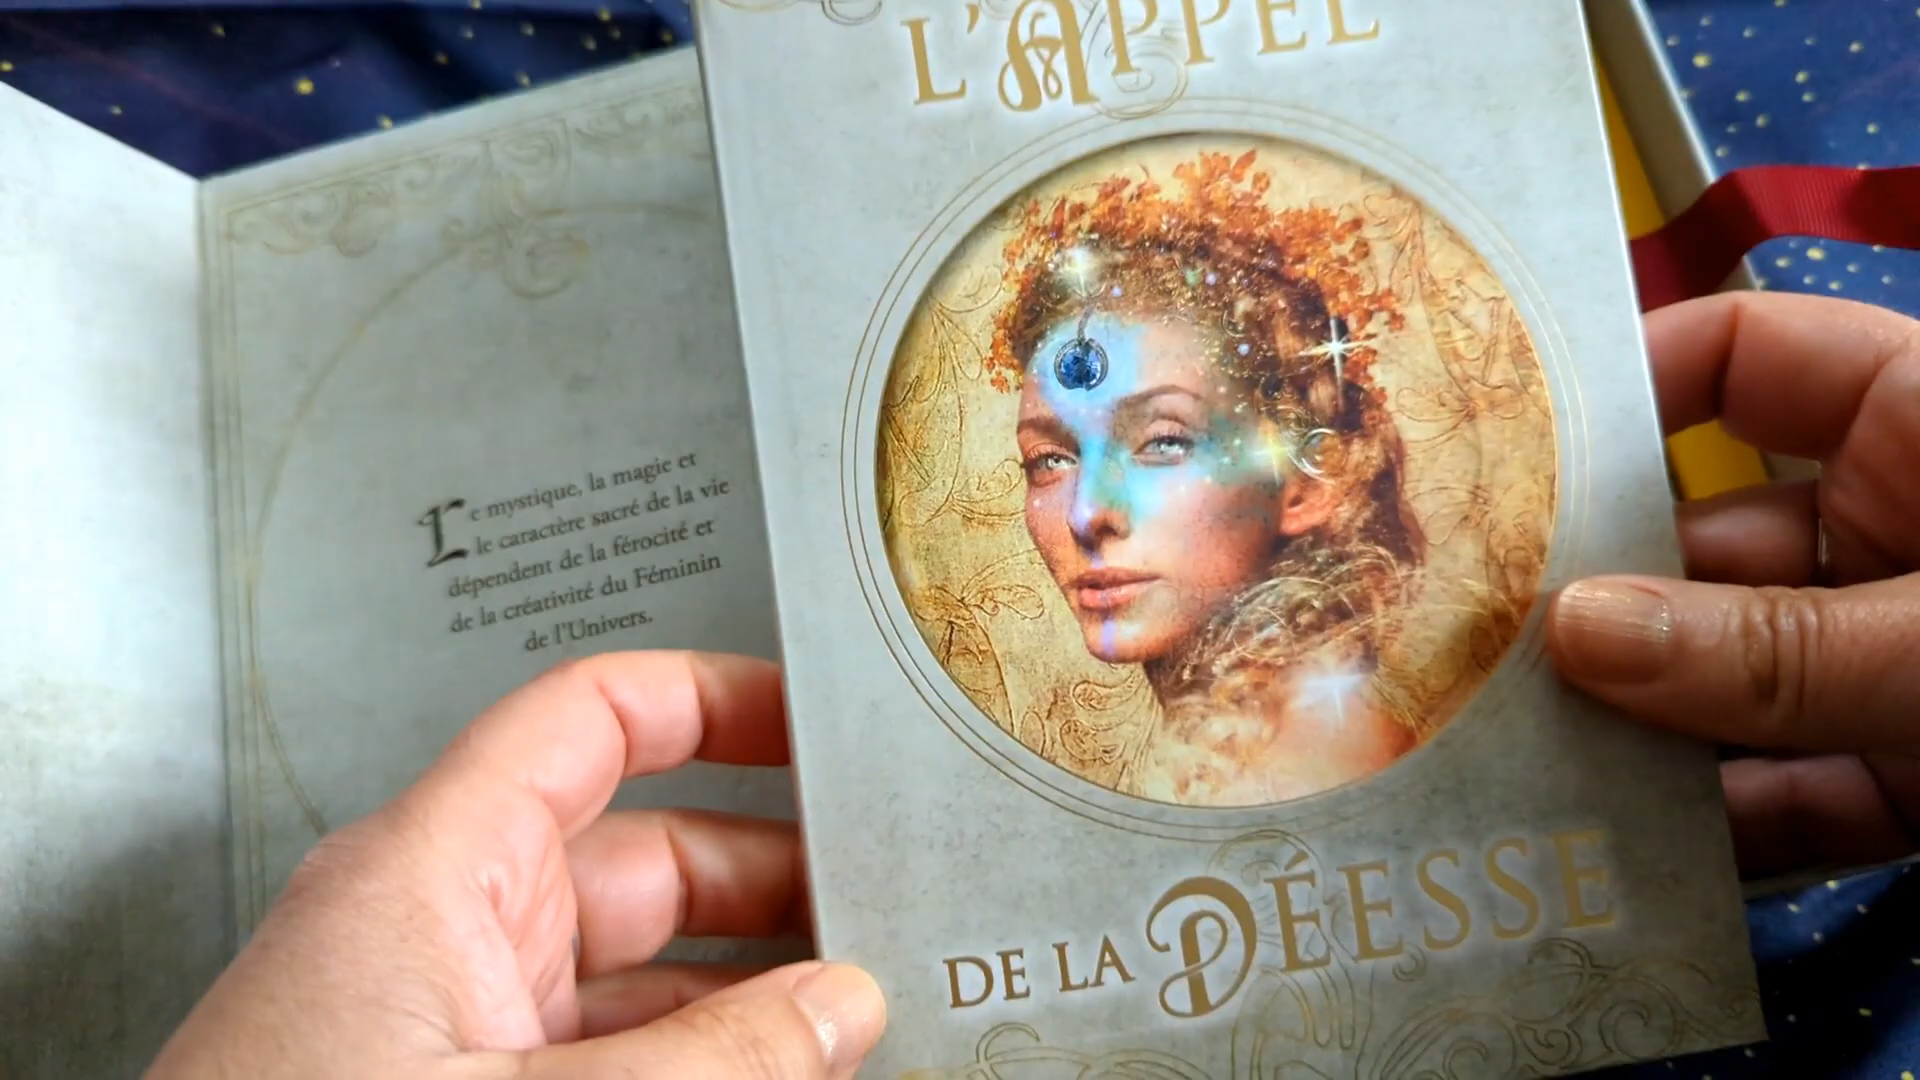 Le mystique, la magie et
le caractère sacré de la vie
dépendent de la férocité et
de la créativité du Féminin
de l'Univers.
L'APPEL
DE LA DÉESSE